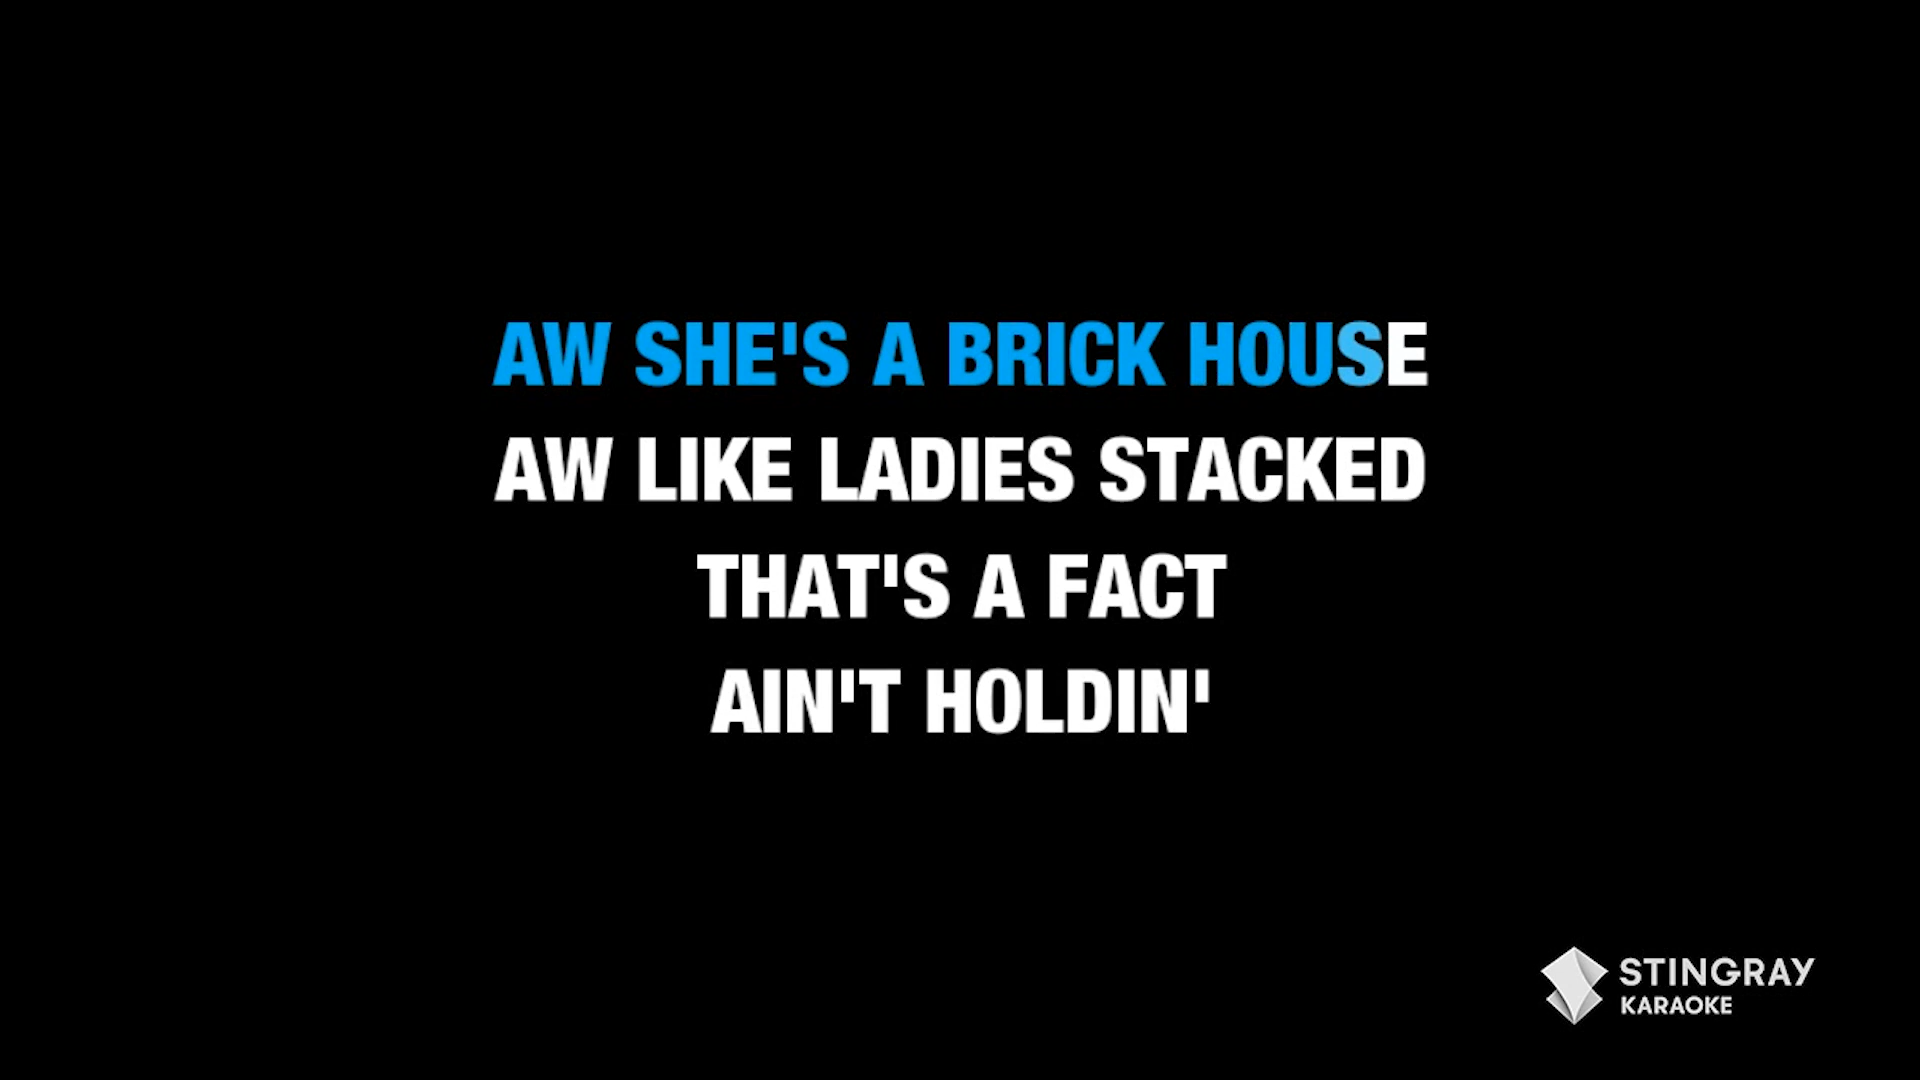 AW SHE'S A BRICK HOUSE
AW LIKE LADIES STACKED
THAT'S A FACT
AIN'T HOLDIN'
STINGRAY
KARAOKE